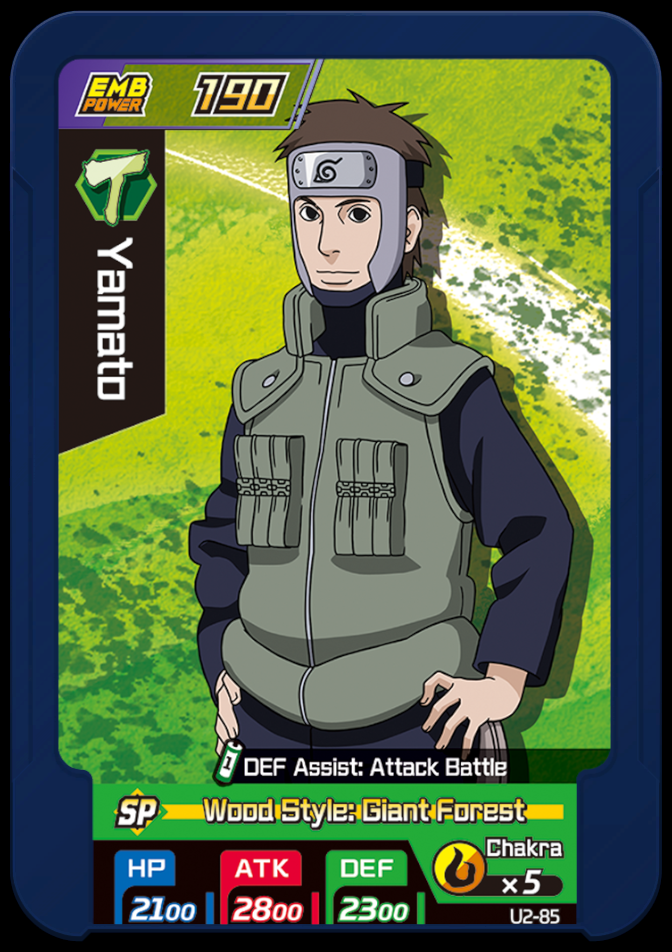 EMB
POWER
190
T
Yamato
1 DEF Assist: Attack Battle
SP Wood Style: Giant Forest
HP
2100
ATK
2800
DEF
2300
Chakra
×5
U2-85